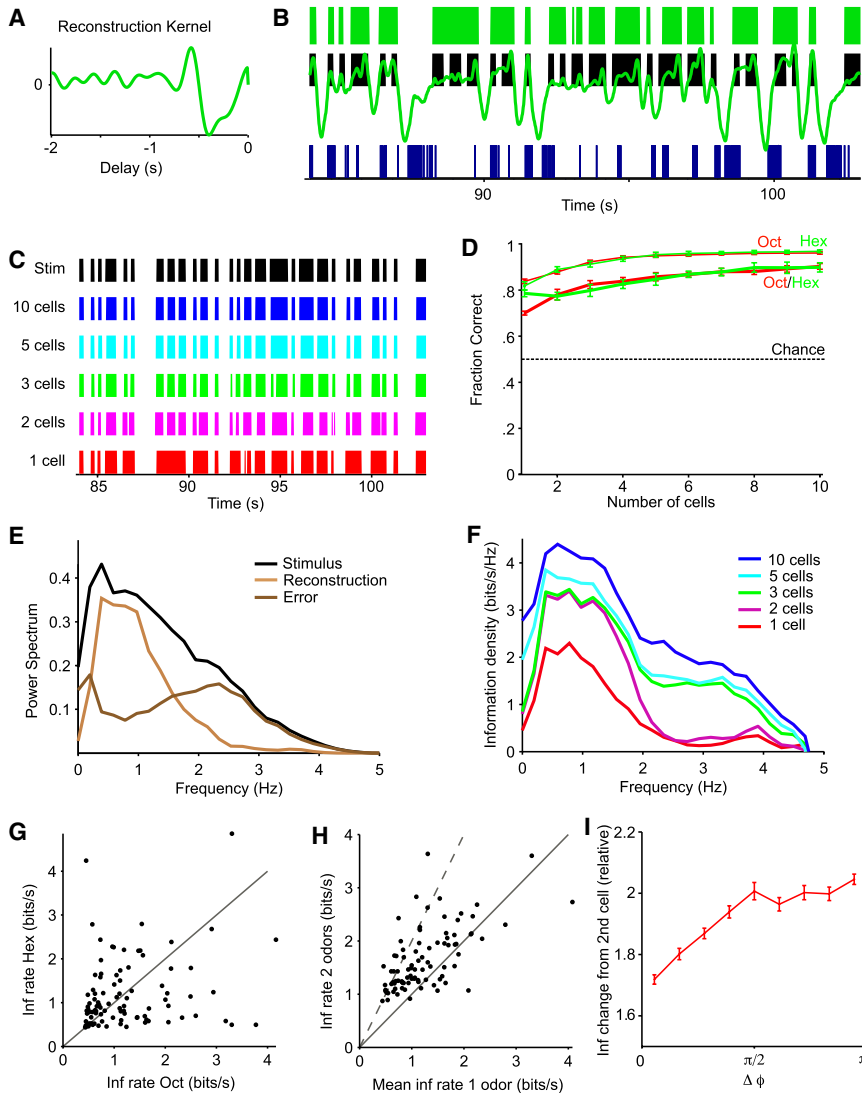 A
Reconstruction Kernel
0
-2
-1
0
Delay (s)
B
90
100
Time (s)
C
Stim
10 cells
5 cells
3 cells
2 cells
1 cell
85
90
95
100
Time (s)
D
Fraction Correct
1
.8
.6
.4
.2
0
Oct
Hex
Oct/Hex
Chance
2
4
6
8
10
Number of cells
E
Power Spectrum
0.4
0.3
0.2
0.1
Stimulus
Reconstruction
Error
0
1
2
3
4
5
Frequency (Hz)
F
Information density (bits/s/Hz)
4
3
2
1
0
10 cells
5 cells
3 cells
2 cells
1 cell
0
1
2
3
4
5
Frequency (Hz)
G
Inf rate Hex (bits/s)
4
3
2
1
0
0
1
2
3
4
Inf rate Oct (bits/s)
H
Inf rate 2 odors (bits/s)
4
3
2
1
0
0
1
2
3
4
Mean inf rate 1 odor (bits/s)
I
Inf change from 2nd cell (relative)
2.2
2
1.8
1.6
0
π/2
π
Δ ϕ